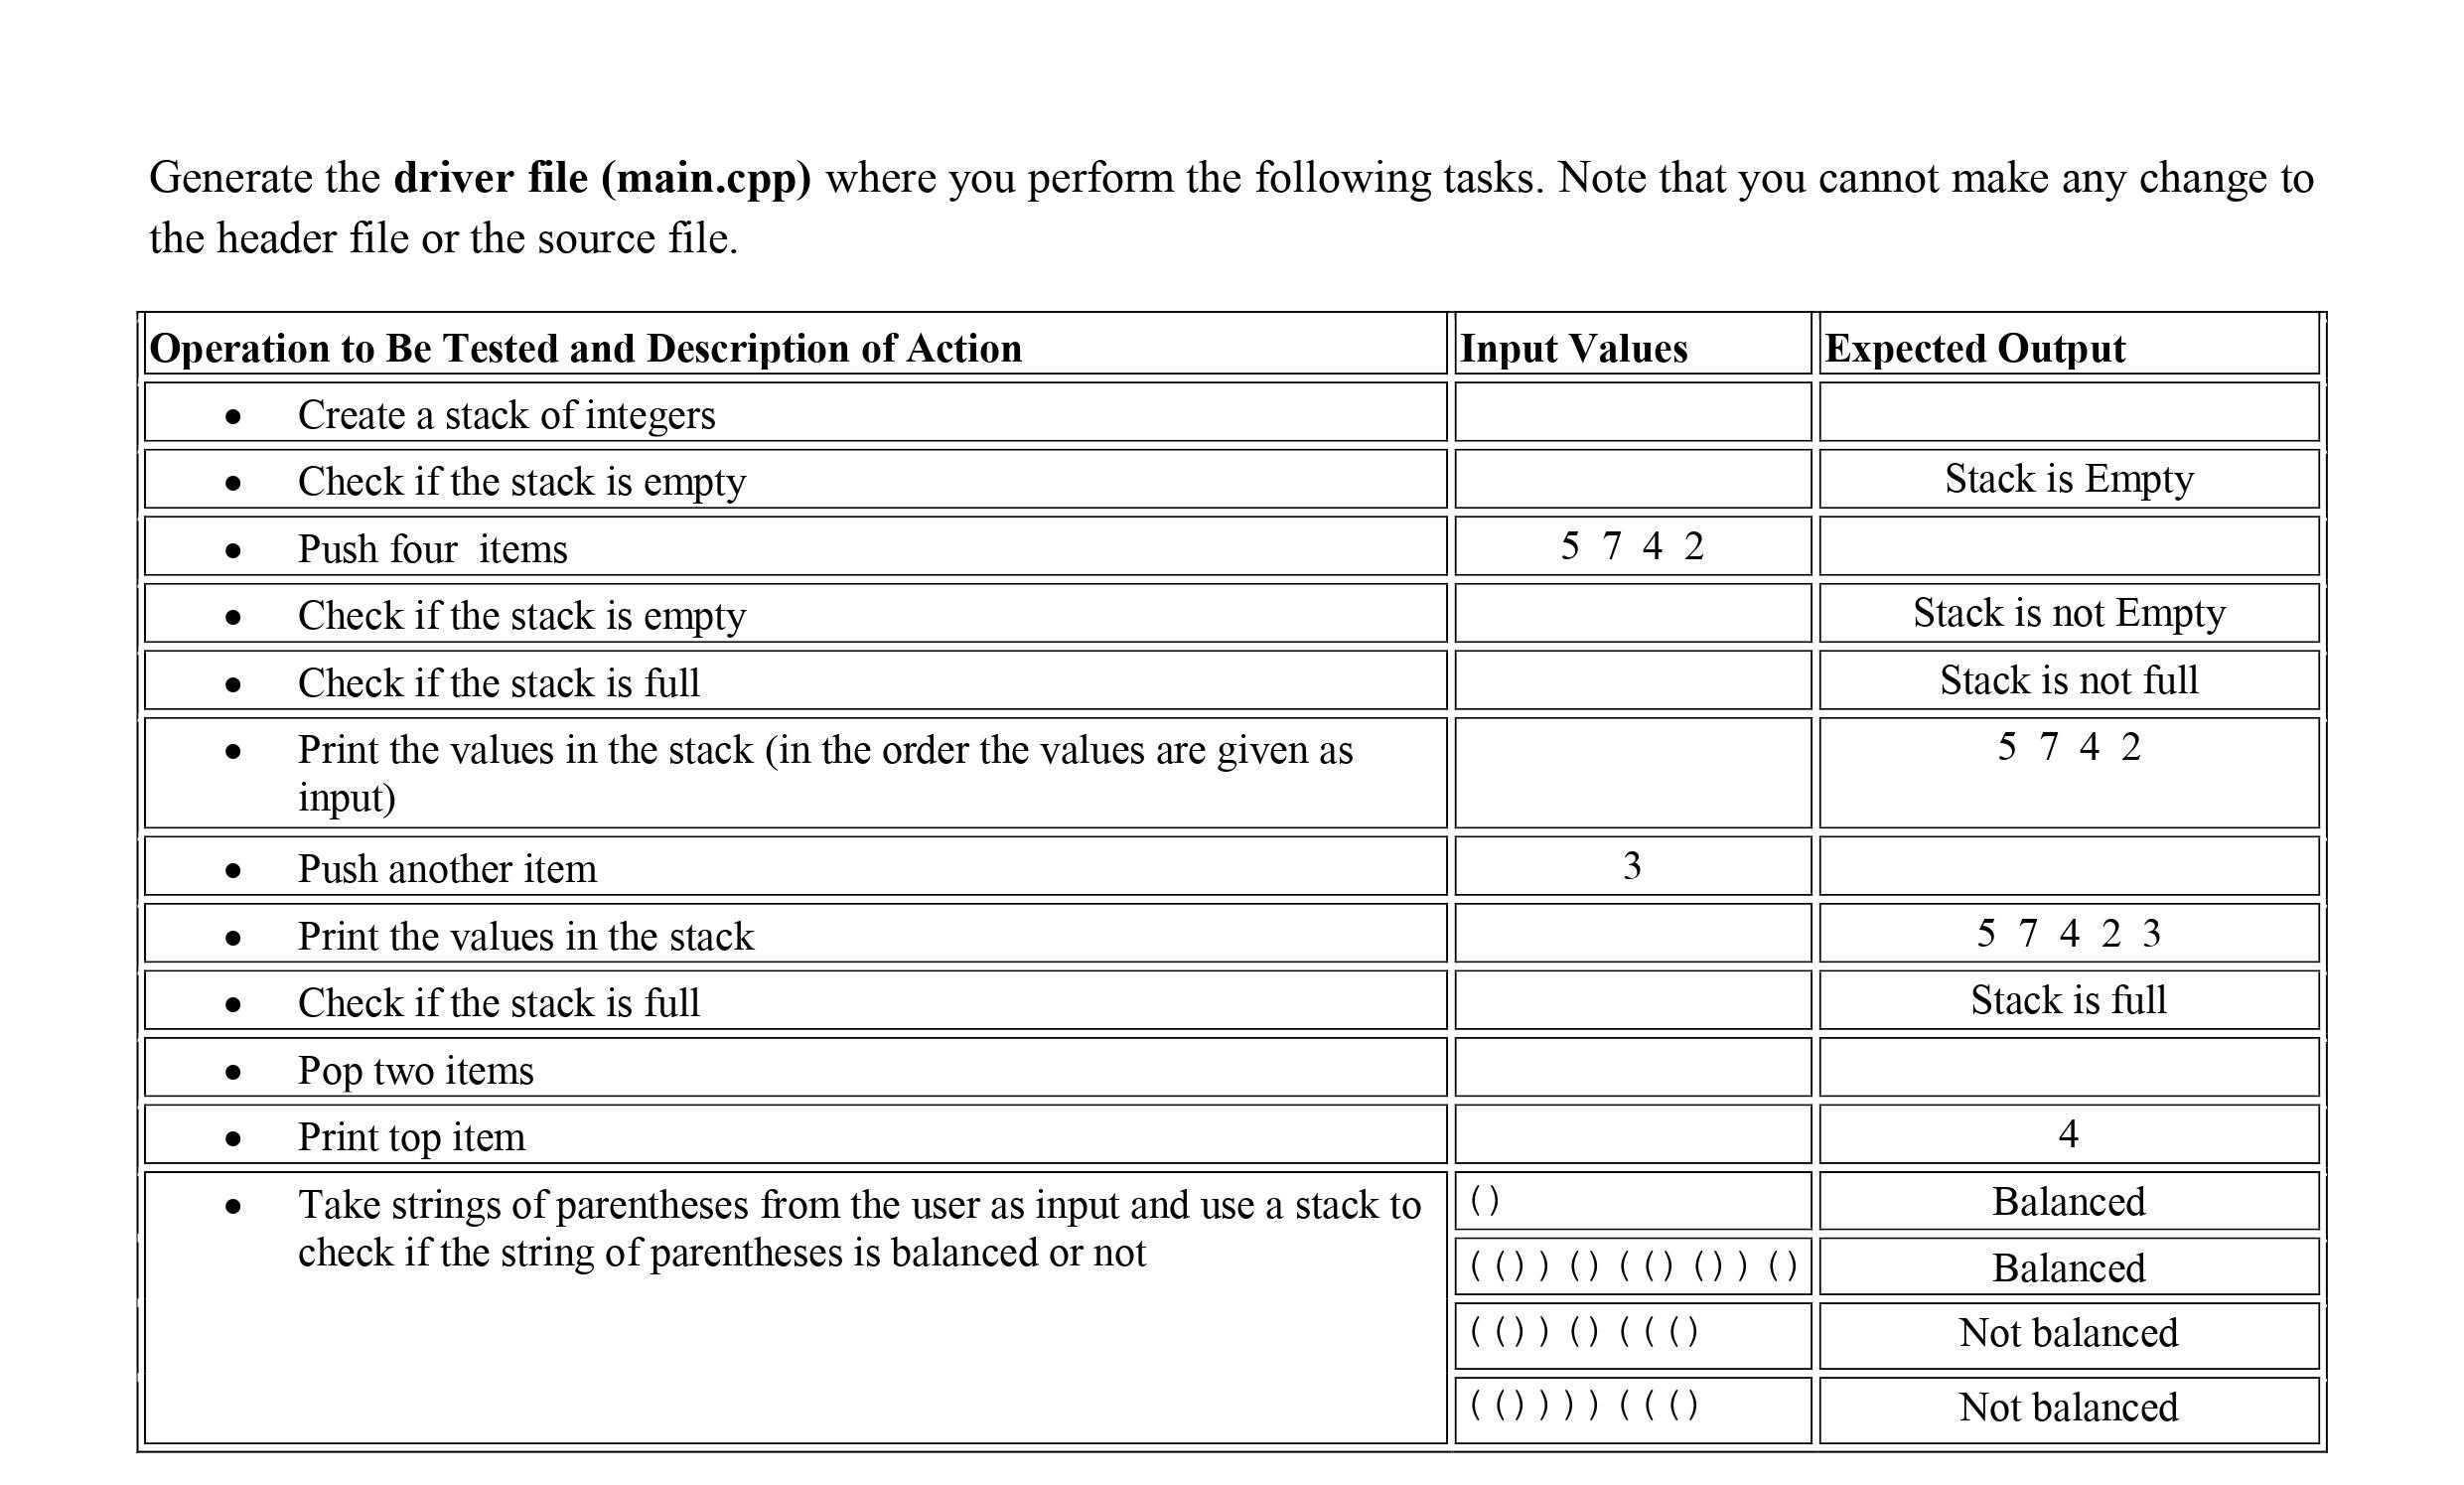 Generate the driver file (main.cpp) where you perform the following tasks. Note that you cannot make any change to
the header file or the source file.
Operation to Be Tested and Description of Action Input Values Expected Output
• Create a stack of integers
• Check if the stack is empty Stack is Empty
• Push four items 5 7 4 2
• Check if the stack is empty Stack is not Empty
• Check if the stack is full Stack is not full
• Print the values in the stack (in the order the values are given as 5 7 4 2
input)
• Push another item 3
• Print the values in the stack 5 7 4 2 3
• Check if the stack is full Stack is full
• Pop two items
• Print top item 4
• Take strings of parentheses from the user as input and use a stack to () Balanced
check if the string of parentheses is balanced or not (())()(()())() Balanced
(())()((() Not balanced
(())))((() Not balanced